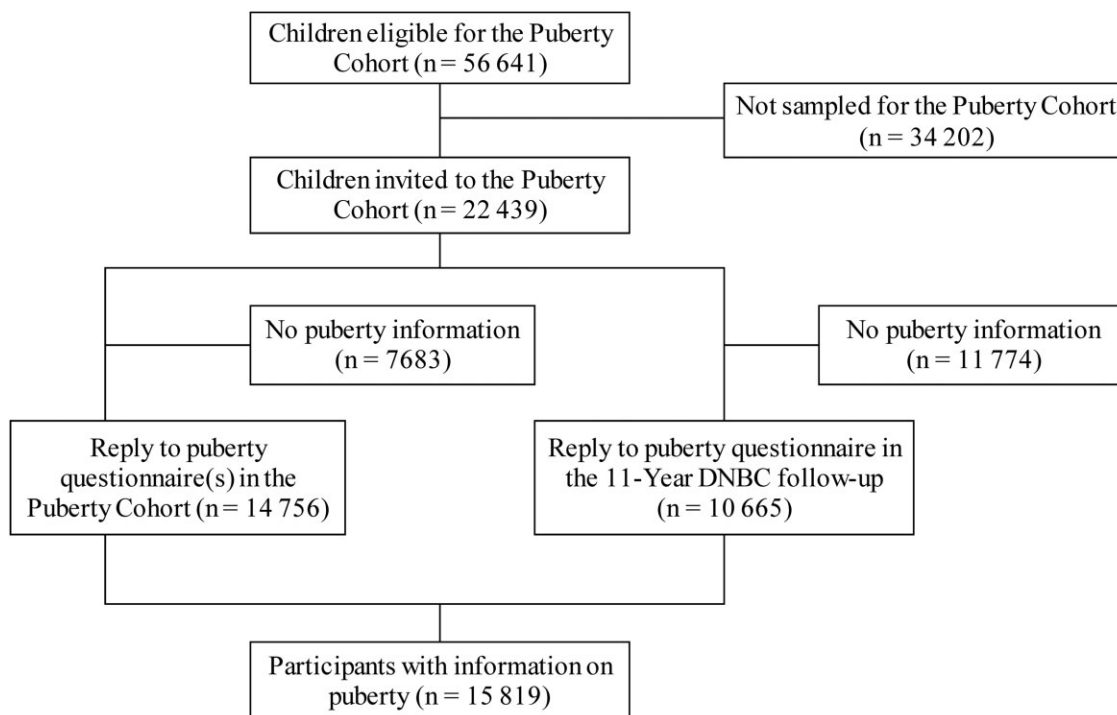 Children eligible for the Puberty
Cohort (n = 56 641)
Not sampled for the Puberty Cohort
(n = 34 202)
Children invited to the Puberty
Cohort (n = 22 439)
No puberty information
(n = 7683)
No puberty information
(n = 11 774)
Reply to puberty
questionnaire(s) in the
Puberty Cohort (n = 14 756)
Reply to puberty questionnaire in
the 11-Year DNBC follow-up
(n = 10 665)
Participants with information on
puberty (n = 15 819)